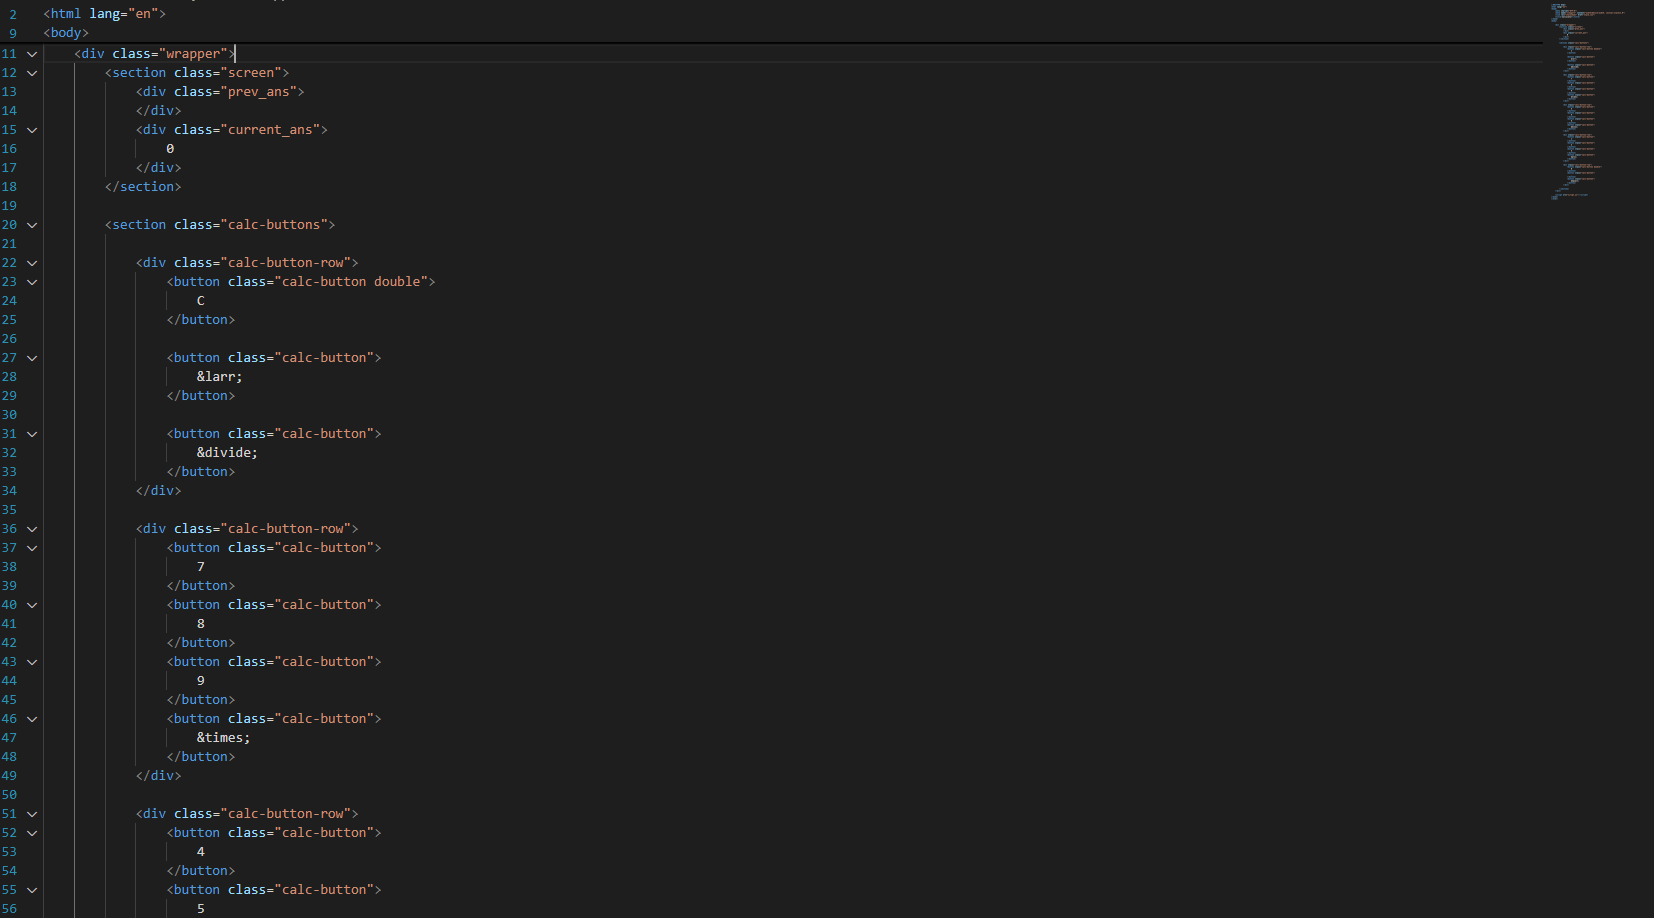 2 <html lang="en">
9 <body>
11 <div class="wrapper">
12 <section class="screen">
13 <div class="prev_ans">
14 </div>
15 <div class="current_ans">
16 0
17 </div>
18 </section>
19
20 <section class="calc-buttons">
21
22 <div class="calc-button-row">
23 <button class="calc-button double">
24 C
25 </button>
26
27 <button class="calc-button">
28 &larr;
29 </button>
30
31 <button class="calc-button">
32 &divide;
33 </button>
34 </div>
35
36 <div class="calc-button-row">
37 <button class="calc-button">
38 7
39 </button>
40 <button class="calc-button">
41 8
42 </button>
43 <button class="calc-button">
44 9
45 </button>
46 <button class="calc-button">
47 &times;
48 </button>
49 </div>
50
51 <div class="calc-button-row">
52 <button class="calc-button">
53 4
54 </button>
55 <button class="calc-button">
56 5